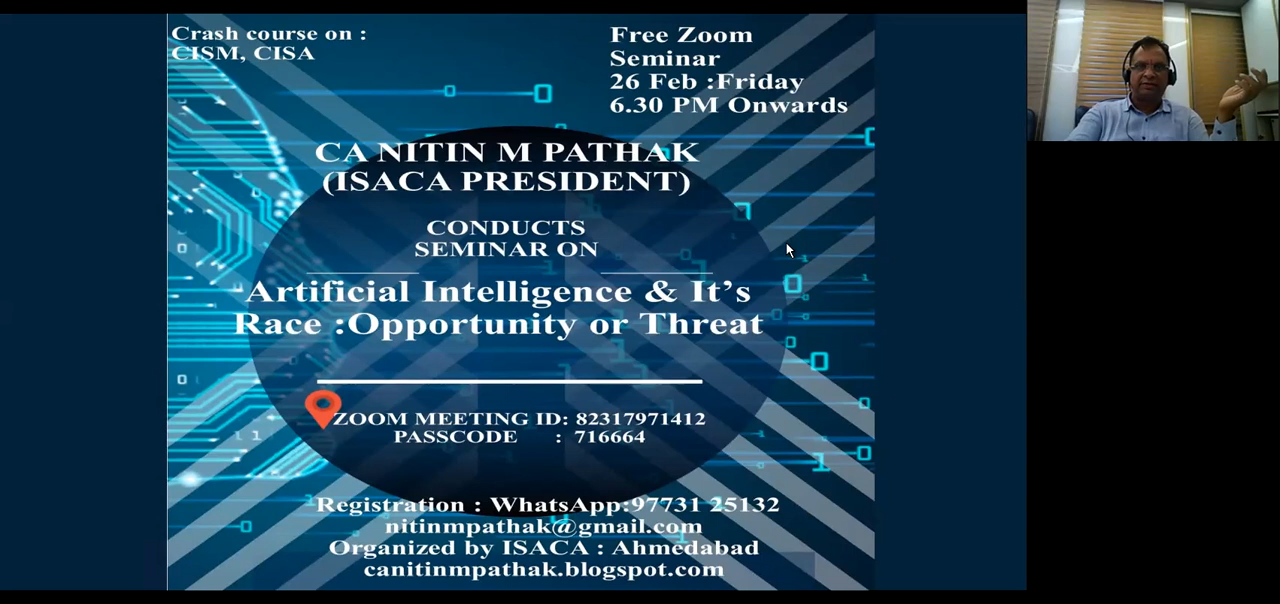 Crash course on :
CISM, CISA
Free Zoom
Seminar
26 Feb :Friday
6.30 PM Onwards
CA NITIN M PATHAK
(ISACA PRESIDENT)
CONDUCTS
SEMINAR ON
Artificial Intelligence & It's
Race :Opportunity or Threat
ZOOM MEETING ID: 82317971412
PASSCODE : 716664
Registration : WhatsApp:97731 25132
nitinmpathak@gmail.com
Organized by ISACA : Ahmedabad
canitinmpathak.blogspot.com